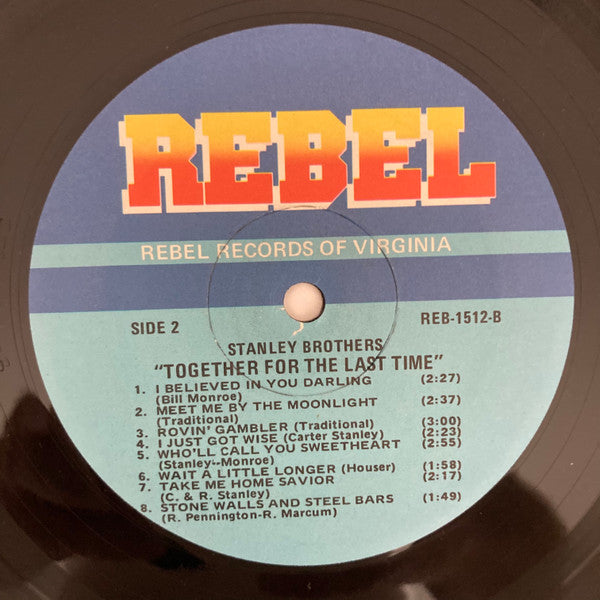 REBEL
REBEL RECORDS OF VIRGINIA
SIDE 2 REB-1512-B
STANLEY BROTHERS
"TOGETHER FOR THE LAST TIME"
1. I BELIEVED IN YOU DARLING (2:27)
(Bill Monroe)
2. MEET ME BY THE MOONLIGHT (2:37)
(Traditional)
3. ROVIN' GAMBLER (Traditional) (3:00)
4. I JUST GOT WISE (Carter Stanley) (2:23)
5. WHO'LL CALL YOU SWEETHEART (2:55)
(Stanley--Monroe)
6. WAIT A LITTLE LONGER (Houser) (1:58)
7. TAKE ME HOME SAVIOR (2:17)
(C. & R. Stanley)
8. STONE WALLS AND STEEL BARS (1:49)
(R. Pennington-R. Marcum)